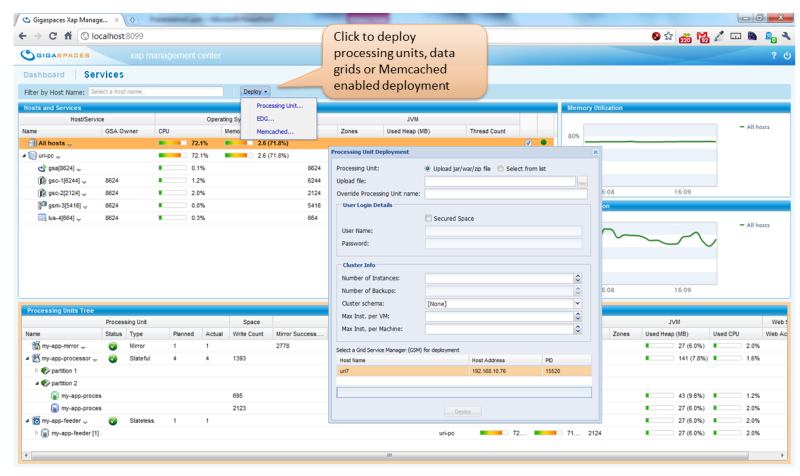 Gigaspaces Xap Manage...
localhost:8099
Click to deploy
processing units, data
grids or Memcached
enabled deployment
GIGASPACES
xap management center
Dashboard
Services
Filter by Host Name:
Select a host name...
Deploy
Processing Unit...
EDG...
Memcached...
Hosts and Services
Host/Service
Operating Sy
JVM
Name
GSA Owner
CPU
Memo
Zones
Used Heap (MB)
Thread Count
All hosts
72.1%
2.6 (71.8%)
uri-pc
72.1%
2.6 (71.8%)
gsa[8624]
0.1%
8624
gsc-1[6244]
8624
1.2%
6244
gsc-2[2124]
8624
2.0%
2124
gsm-3[5416]
8624
0.0%
5416
lus-4[664]
8624
0.3%
664
Memory Utilization
80%
All hosts
6:08
16:09
on
All hosts
6:08
16:09
Processing Unit Deployment
Processing Unit:
Upload jar/war/zip file
Select from list
Upload file:
...
Override Processing Unit name:
User Login Details
Secured Space
User Name:
Password:
Cluster Info
Number of Instances:
Number of Backups:
Cluster schema:
[None]
Max Inst. per VM:
Max Inst. per Machine:
Select a Grid Service Manager (GSM) for deployment
Host Name
Host Address
PID
uri7
192.168.10.76
15520
Deploy
Processing Units Tree
Processing Unit
Space
JVM
Web S
Name
Status
Type
Planned
Actual
Write Count
Mirror Success...
Zones
Used Heap (MB)
Used CPU
Web Ac
my-app-mirror
Mirror
1
1
2778
27 (6.0%)
2.0%
my-app-processor
Stateful
4
4
1393
141 (7.8%)
1.6%
partition 1
partition 2
my-app-proces
695
43 (9.6%)
1.2%
my-app-proces
2123
27 (6.0%)
2.0%
my-app-feeder
Stateless
1
1
27 (6.0%)
2.0%
my-app-feeder [1]
uri-pc
72....
71....
2124
27 (6.0%)
2.0%